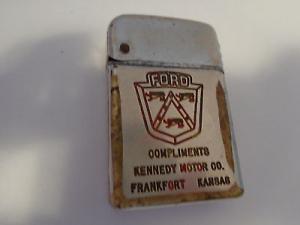 FORD
COMPLIMENTS
KENNEDY MOTOR CO.
FRANKFORT KANSAS